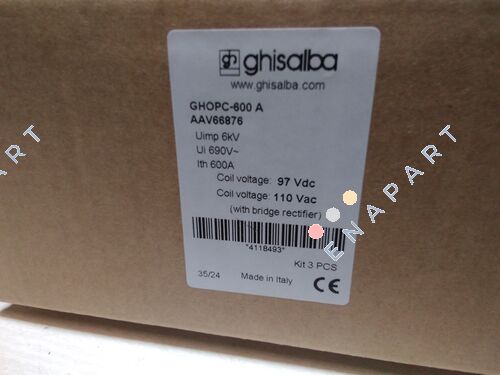 ghisalba
www.ghisalba.com
GHOPC-600 A
AAV66876
Uimp 6kV
Ui 690V~
Ith 600A
Coil voltage: 97 Vdc
Coil voltage: 110 Vac
(with bridge rectifier)
*4118493*
Kit 3 PCS
35/24 Made in Italy CE
ENAPART